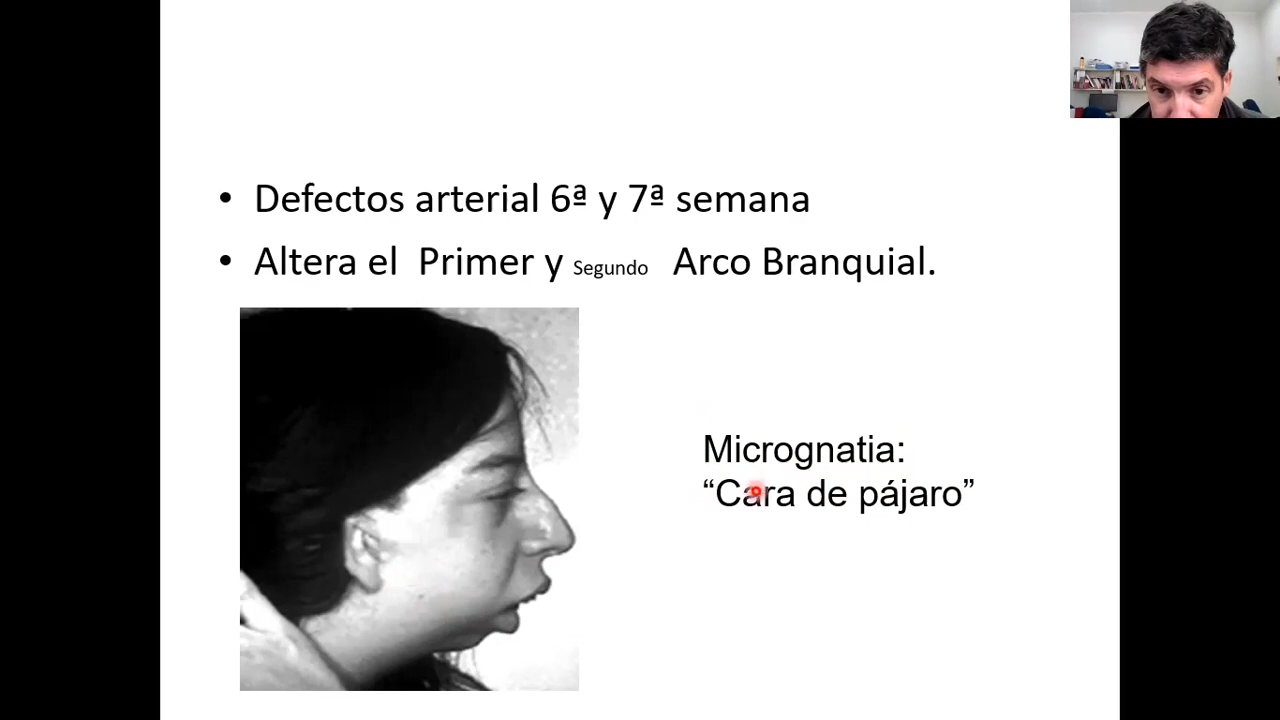 • Defectos arterial 6ª y 7ª semana
• Altera el Primer y Segundo Arco Branquial.
Micrognatia:
“Cara de pájaro”